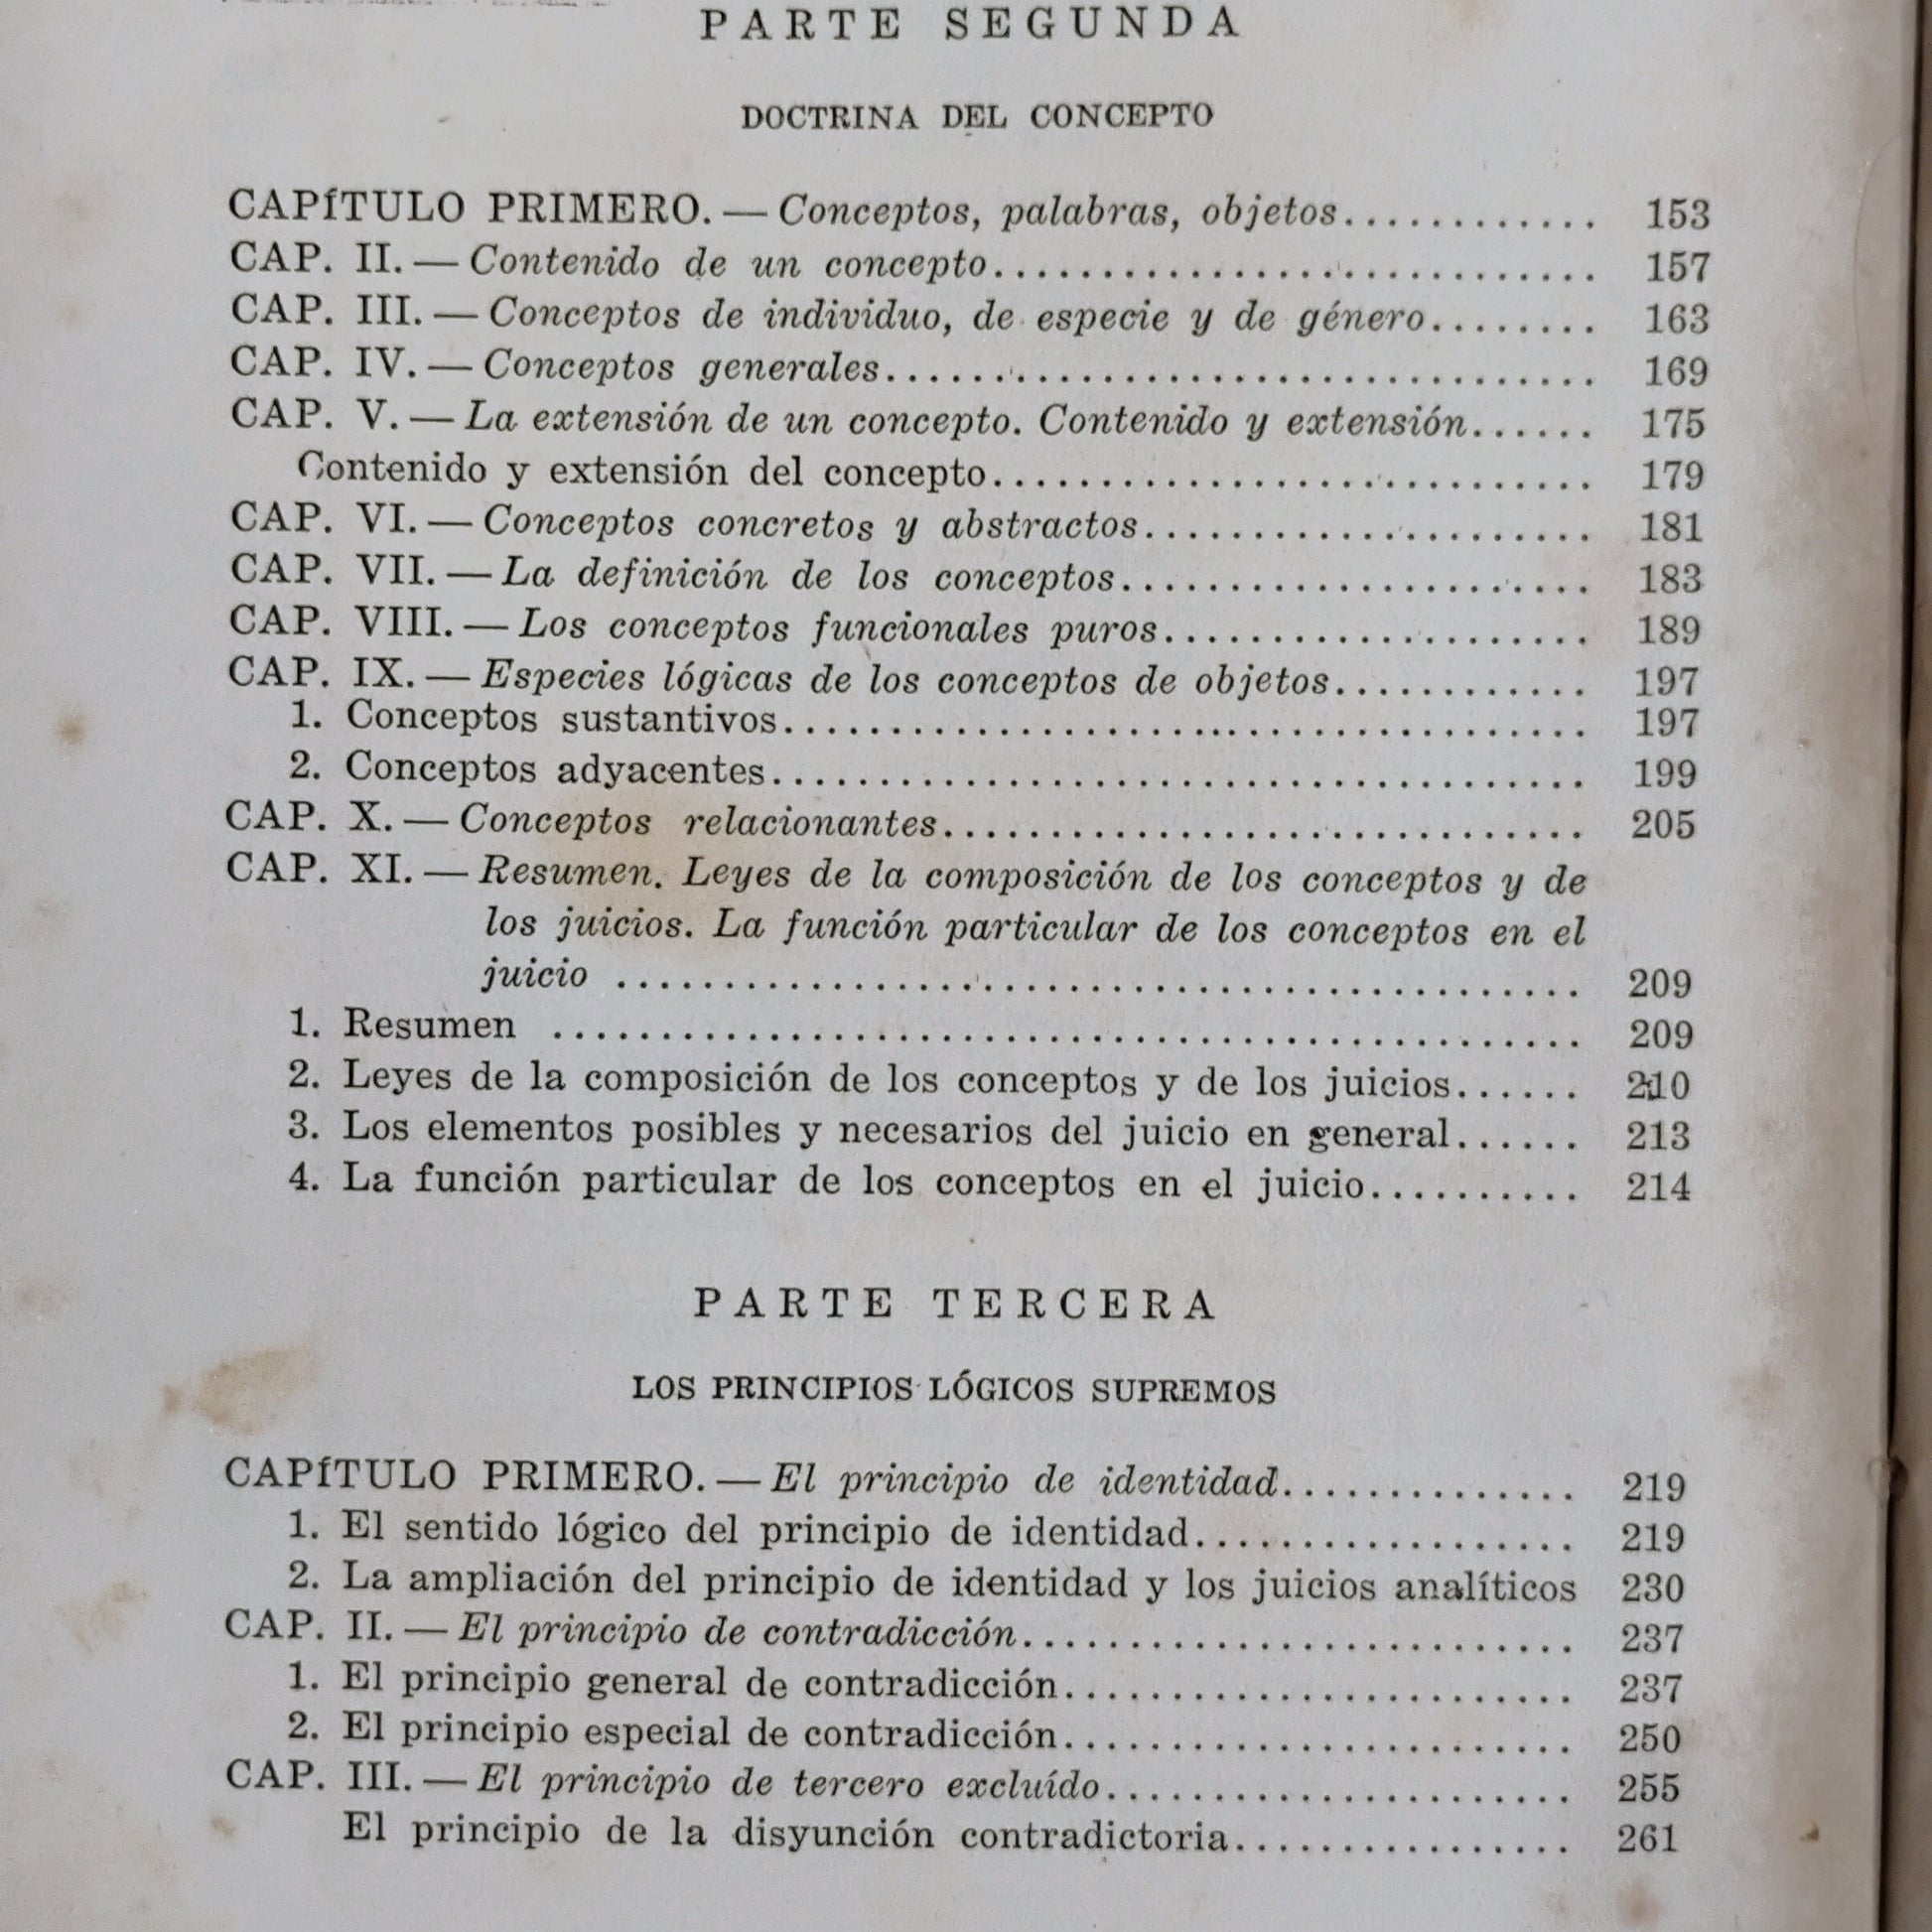 PARTE SEGUNDA
DOCTRINA DEL CONCEPTO
CAPÍTULO PRIMERO. — Conceptos, palabras, objetos............ 153
CAP. II. — Contenido de un concepto............................ 157
CAP. III. — Conceptos de individuo, de especie y de género........ 163
CAP. IV. — Conceptos generales................................. 169
CAP. V. — La extensión de un concepto. Contenido y extensión...... 175
Contenido y extensión del concepto............................ 179
CAP. VI. — Conceptos concretos y abstractos..................... 181
CAP. VII. — La definición de los conceptos...................... 183
CAP. VIII. — Los conceptos funcionales puros.................... 189
CAP. IX. — Especies lógicas de los conceptos de objetos............ 197
1. Conceptos sustantivos...................................... 197
2. Conceptos adyacentes...................................... 199
CAP. X. — Conceptos relacionantes.............................. 205
CAP. XI. — Resumen. Leyes de la composición de los conceptos y de
los juicios. La función particular de los conceptos en el
juicio ............................................. 209
1. Resumen ................................................ 209
2. Leyes de la composición de los conceptos y de los juicios...... 210
3. Los elementos posibles y necesarios del juicio en general...... 213
4. La función particular de los conceptos en el juicio.......... 214
PARTE TERCERA
LOS PRINCIPIOS LÓGICOS SUPREMOS
CAPÍTULO PRIMERO. — El principio de identidad.............. 219
1. El sentido lógico del principio de identidad.................. 219
2. La ampliación del principio de identidad y los juicios analíticos 230
CAP. II. — El principio de contradicción.......................... 237
1. El principio general de contradicción........................ 237
2. El principio especial de contradicción........................ 250
CAP. III. — El principio de tercero excluído...................... 255
El principio de la disyunción contradictoria................ 261